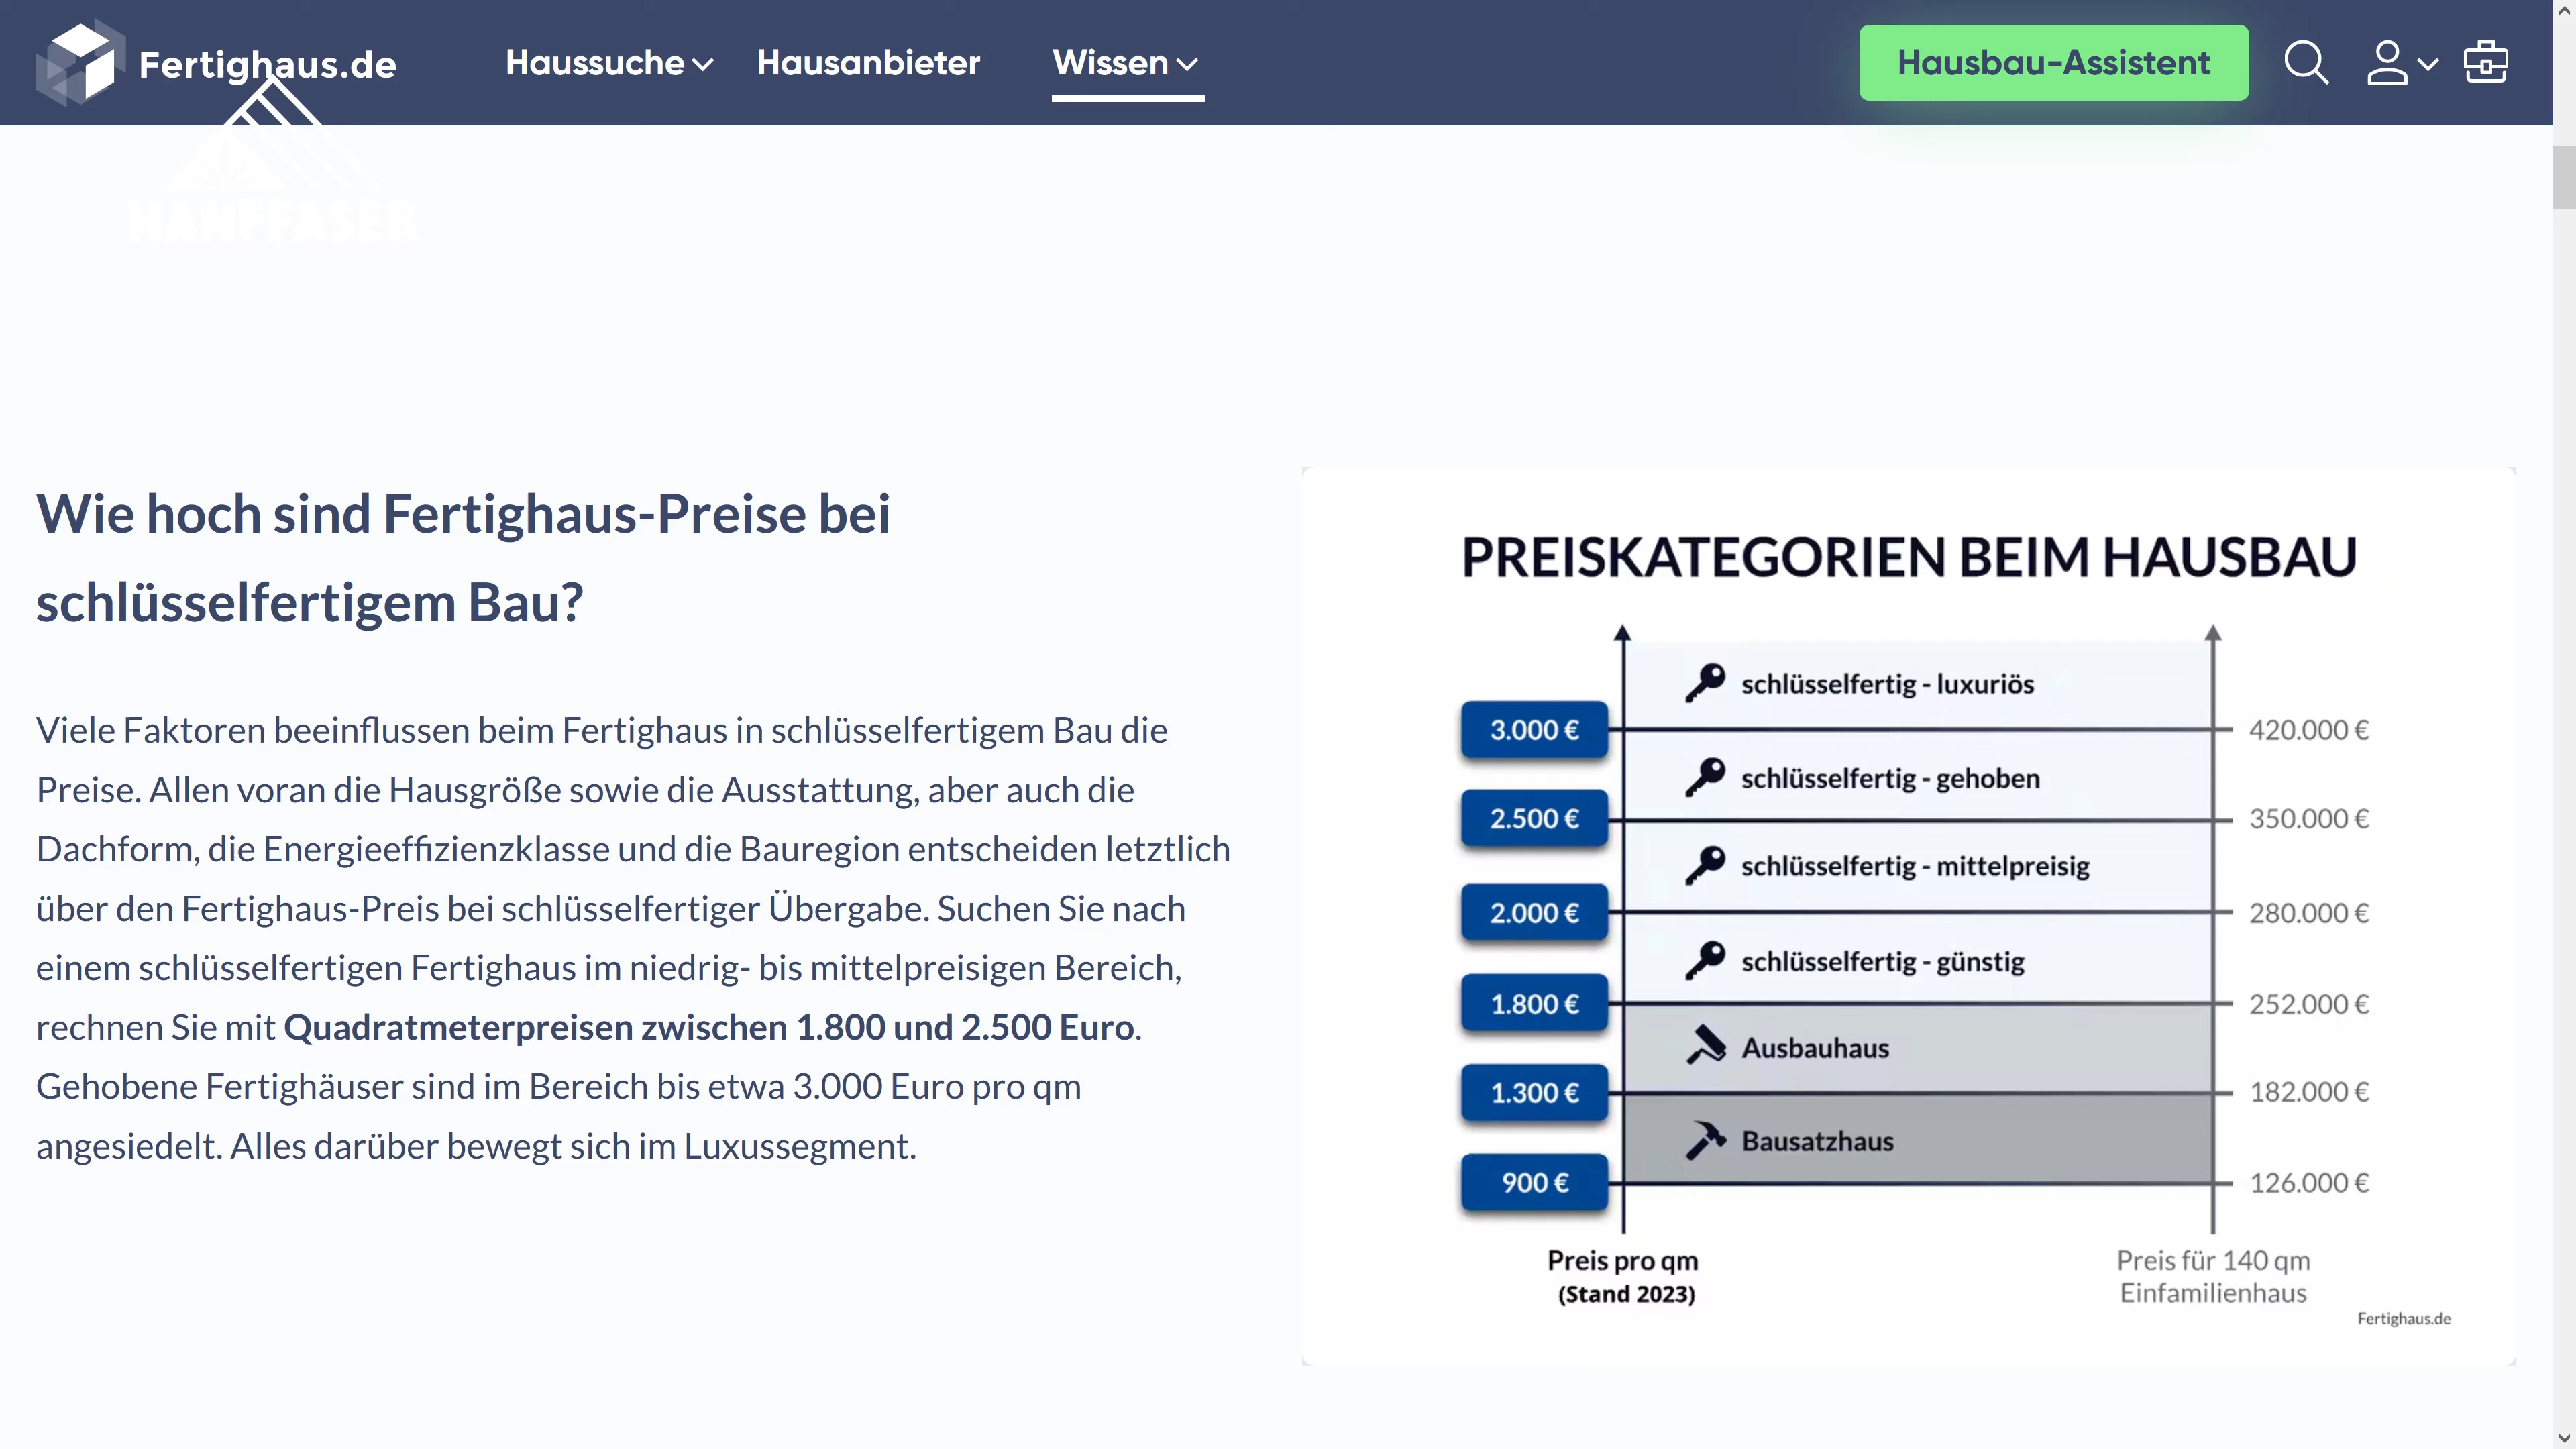 Fertighaus.de
Haussuche
Hausanbieter
Wissen
Hausbau-Assistent
HANFFASER
Wie hoch sind Fertighaus-Preise bei
schlüsselfertigem Bau?
Viele Faktoren beeinflussen beim Fertighaus in schlüsselfertigem Bau die
Preise. Allen voran die Hausgröße sowie die Ausstattung, aber auch die
Dachform, die Energieeffizienzklasse und die Bauregion entscheiden letztlich
über den Fertighaus-Preis bei schlüsselfertiger Übergabe. Suchen Sie nach
einem schlüsselfertigen Fertighaus im niedrig- bis mittelpreisigen Bereich,
rechnen Sie mit Quadratmeterpreisen zwischen 1.800 und 2.500 Euro.
Gehobene Fertighäuser sind im Bereich bis etwa 3.000 Euro pro qm
angesiedelt. Alles darüber bewegt sich im Luxussegment.
PREISKATEGORIEN BEIM HAUSBAU
schlüsselfertig - luxuriös
3.000 €
420.000 €
schlüsselfertig - gehoben
2.500 €
350.000 €
schlüsselfertig - mittelpreisig
2.000 €
280.000 €
schlüsselfertig - günstig
1.800 €
252.000 €
Ausbauhaus
1.300 €
182.000 €
Bausatzhaus
900 €
126.000 €
Preis pro qm
(Stand 2023)
Preis für 140 qm
Einfamilienhaus
Fertighaus.de